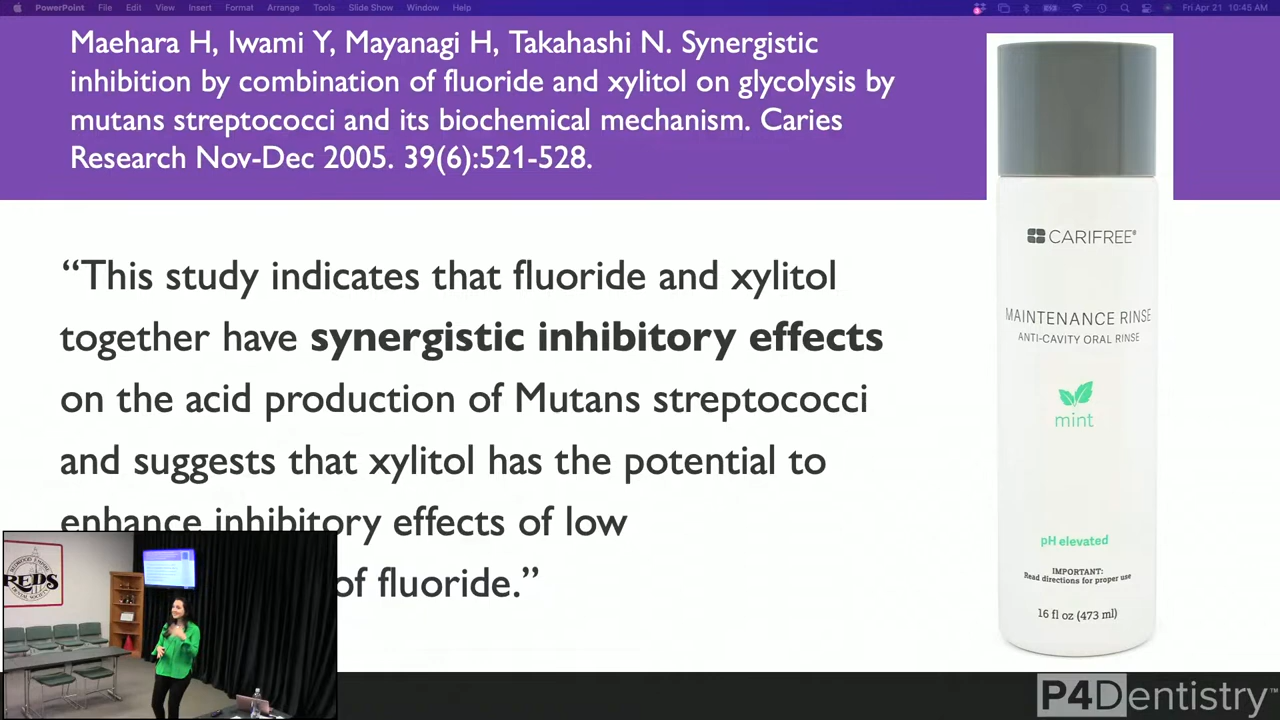 PowerPoint File Edit View Insert Format Arrange Tools Slide Show Window Help Fri Apr 21 10:45 AM
Maehara H, Iwami Y, Mayanagi H, Takahashi N. Synergistic
inhibition by combination of fluoride and xylitol on glycolysis by
mutans streptococci and its biochemical mechanism. Caries
Research Nov-Dec 2005. 39(6):521-528.
“This study indicates that fluoride and xylitol
together have synergistic inhibitory effects
on the acid production of Mutans streptococci
and suggests that xylitol has the potential to
enhance inhibitory effects of low
of fluoride.”
CARIFREE®
MAINTENANCE RINSE
ANTI-CAVITY ORAL RINSE
mint
pH elevated
IMPORTANT:
Read directions for proper use
16 fl oz (473 ml)
REDS
P4Dentistry™